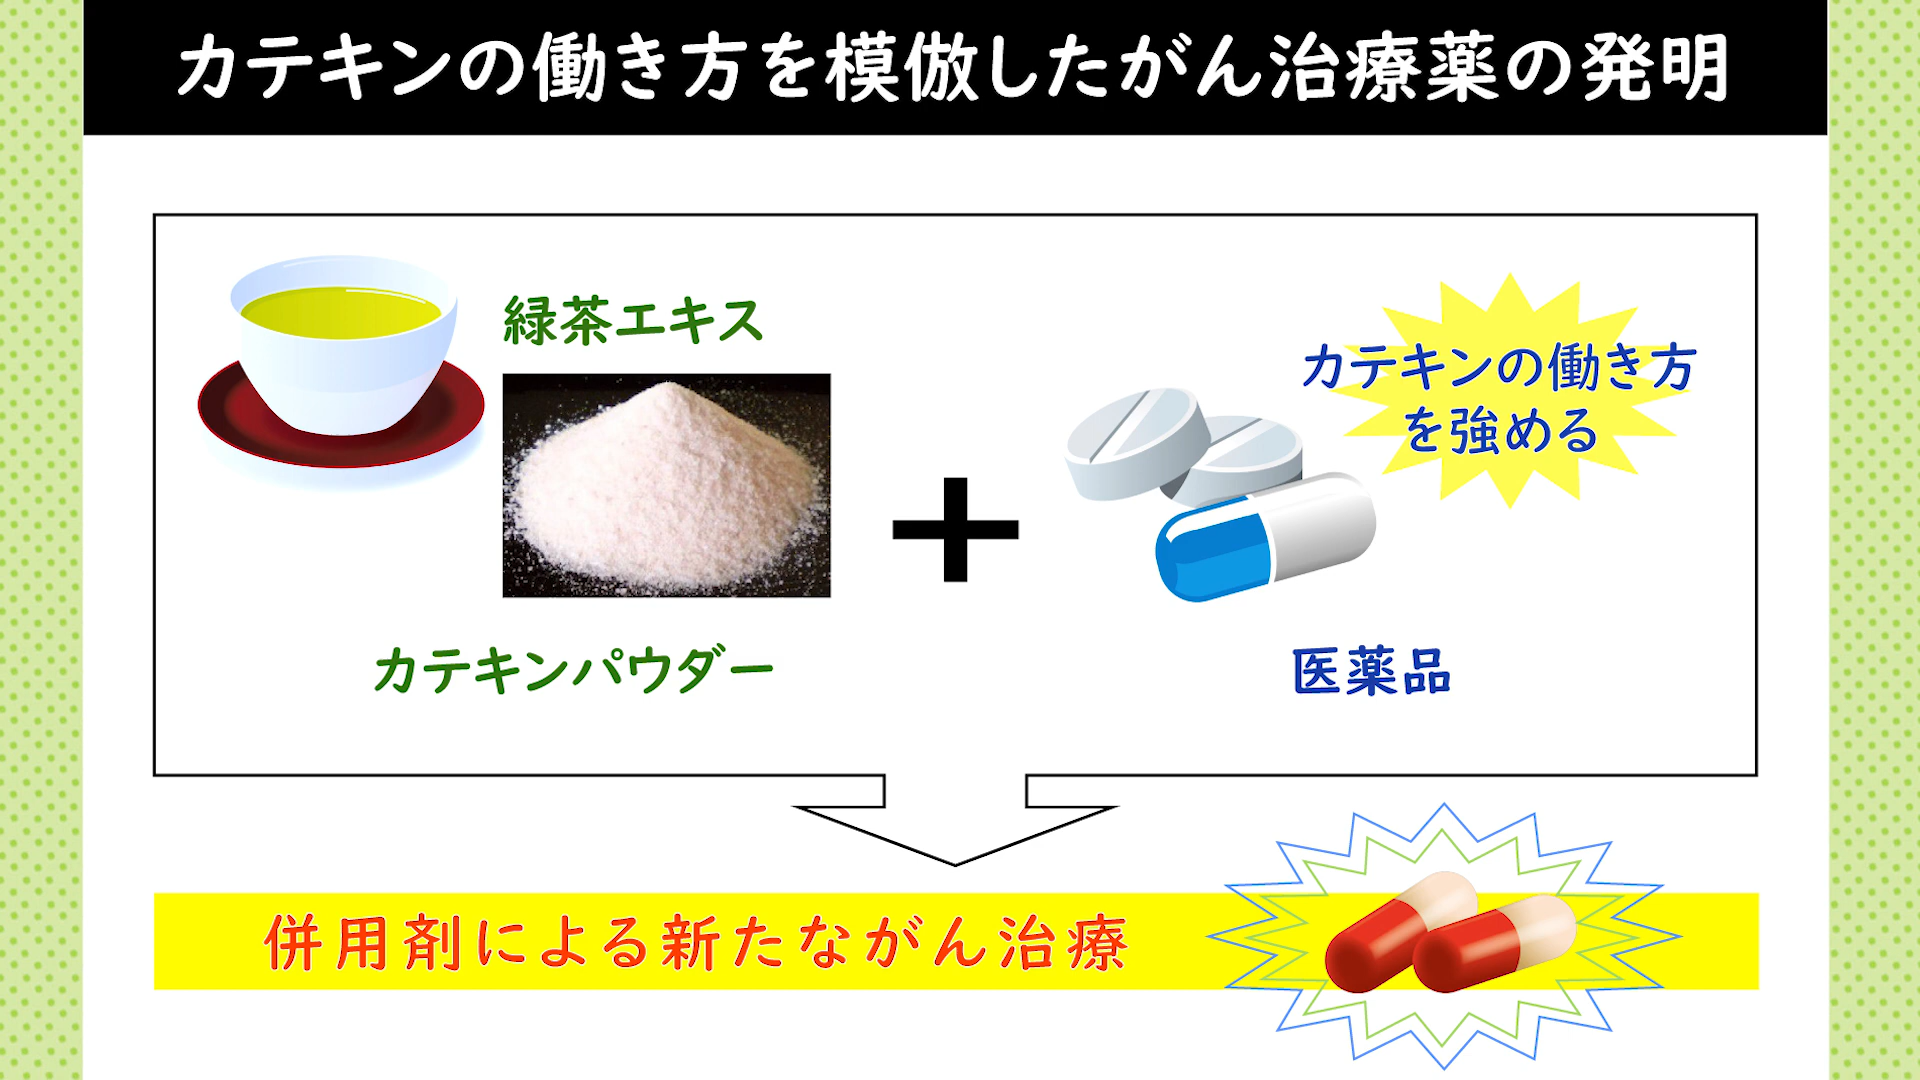 カテキンの働き方を模倣したがん治療薬の発明
緑茶エキス
カテキンパウダー
カテキンの働き方
を強める
医薬品
併用剤による新たながん治療